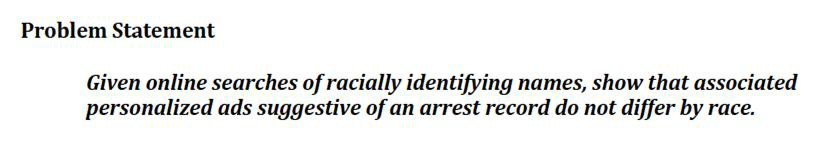 Problem Statement
Given online searches of racially identifying names, show that associated
personalized ads suggestive of an arrest record do not differ by race.